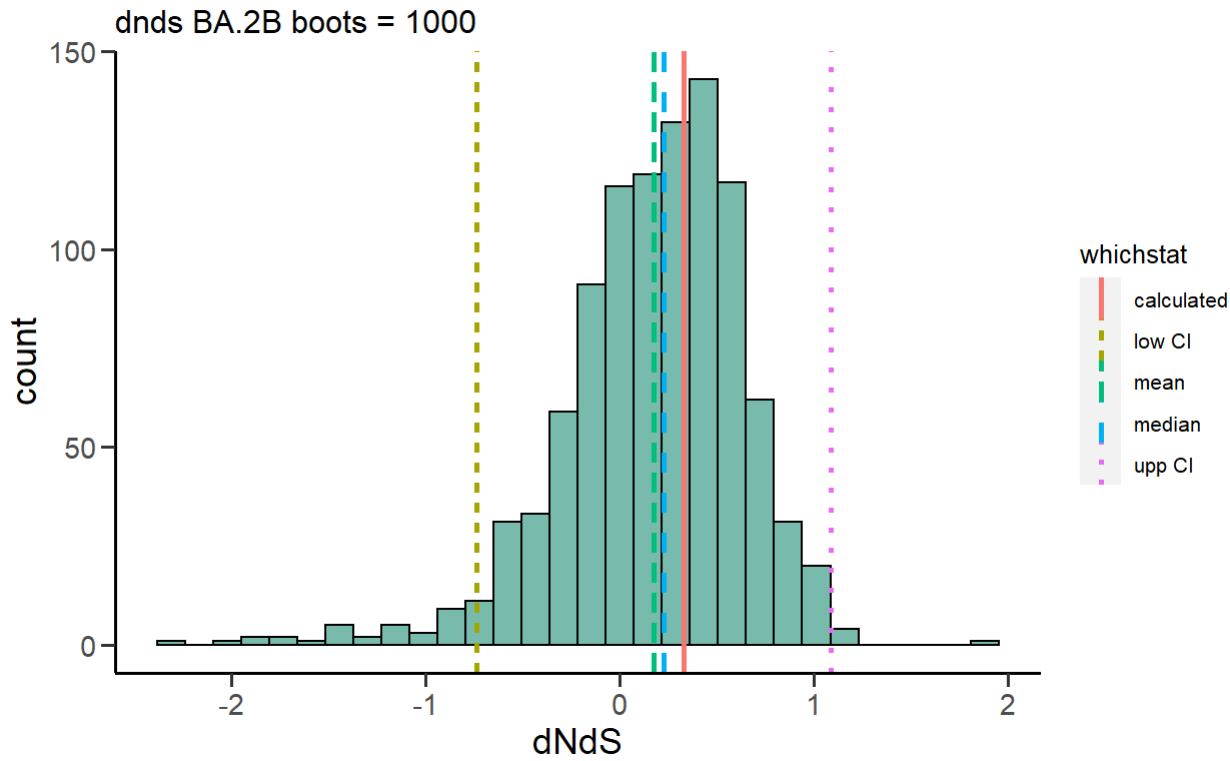 dnds BA.2B boots = 1000
150
100
50
0
count
-2
-1
0
1
2
dNdS
whichstat
calculated
low CI
mean
median
upp CI